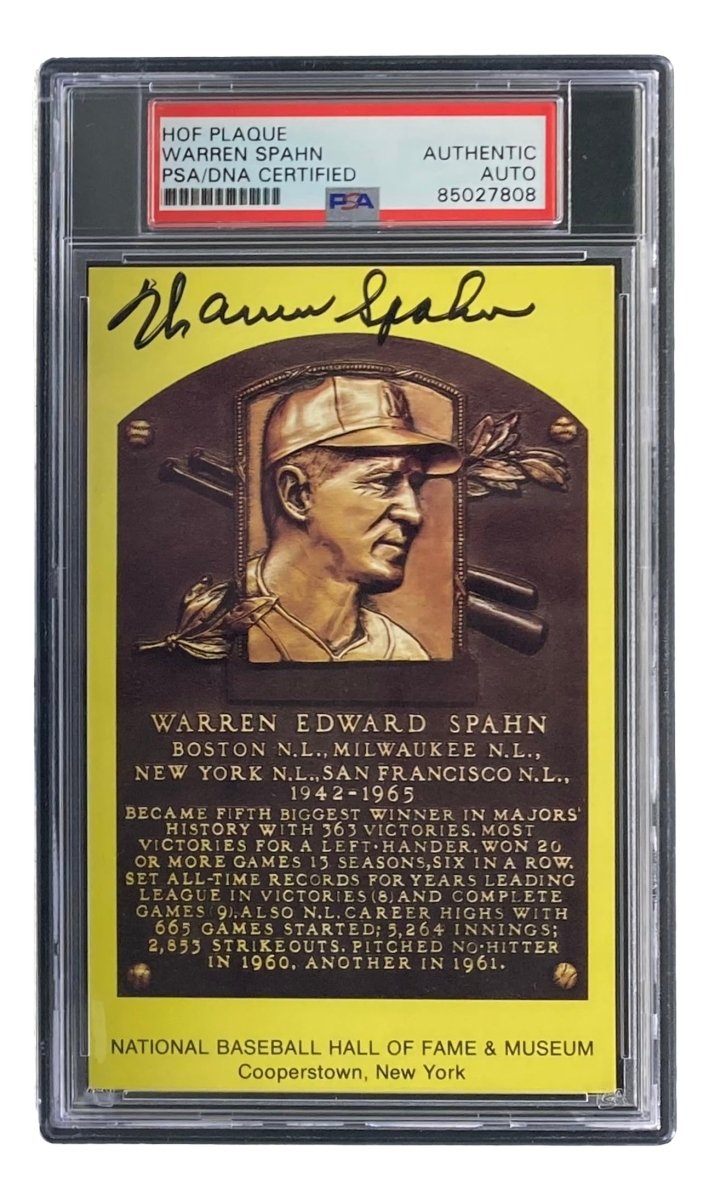 HOF PLAQUE
WARREN SPAHN AUTHENTIC
PSA/DNA CERTIFIED AUTO
PSA 85027808
Warren Spahn
WARREN EDWARD SPAHN
BOSTON N.L., MILWAUKEE N.L.,
NEW YORK N.L., SAN FRANCISCO N.L.,
1942-1965
BECAME FIFTH BIGGEST WINNER IN MAJORS'
HISTORY WITH 363 VICTORIES. MOST
VICTORIES FOR A LEFT-HANDER. WON 20
OR MORE GAMES 13 SEASONS, SIX IN A ROW.
SET ALL-TIME RECORDS FOR YEARS LEADING
LEAGUE IN VICTORIES (8) AND COMPLETE
GAMES (9). ALSO N.L. CAREER HIGHS WITH
665 GAMES STARTED; 5,264 INNINGS;
2,853 STRIKEOUTS. PITCHED NO-HITTER
IN 1960, ANOTHER IN 1961.
NATIONAL BASEBALL HALL OF FAME & MUSEUM
Cooperstown, New York